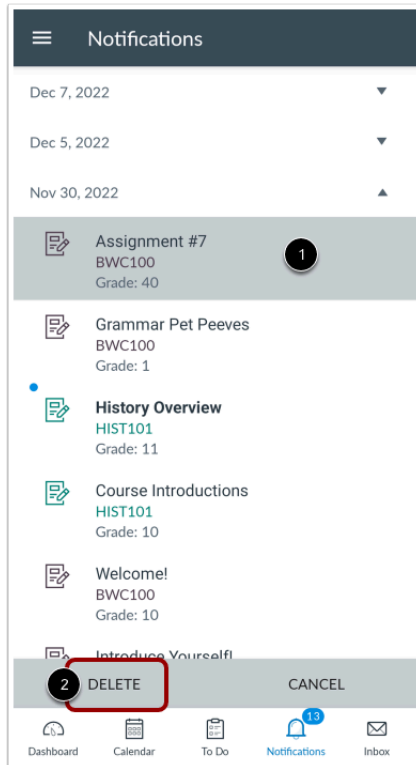 Notifications
Dec 7, 2022
Dec 5, 2022
Nov 30, 2022
Assignment #7
1
BWC100
Grade: 40
Grammar Pet Peeves
BWC100
Grade: 1
History Overview
HIST101
Grade: 11
Course Introductions
HIST101
Grade: 10
Welcome!
BWC100
Grade: 10
Introduce Yourself!
2 DELETE CANCEL
13
Dashboard Calendar To Do Notifications Inbox